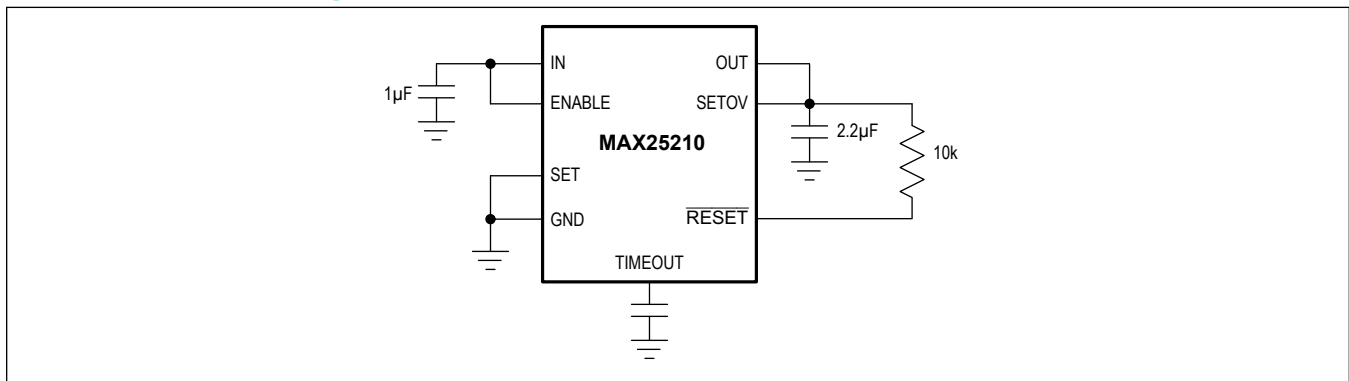 IN
OUT
1µF
ENABLE
SETOV
2.2µF
MAX25210
10k
SET
GND
RESET
TIMEOUT